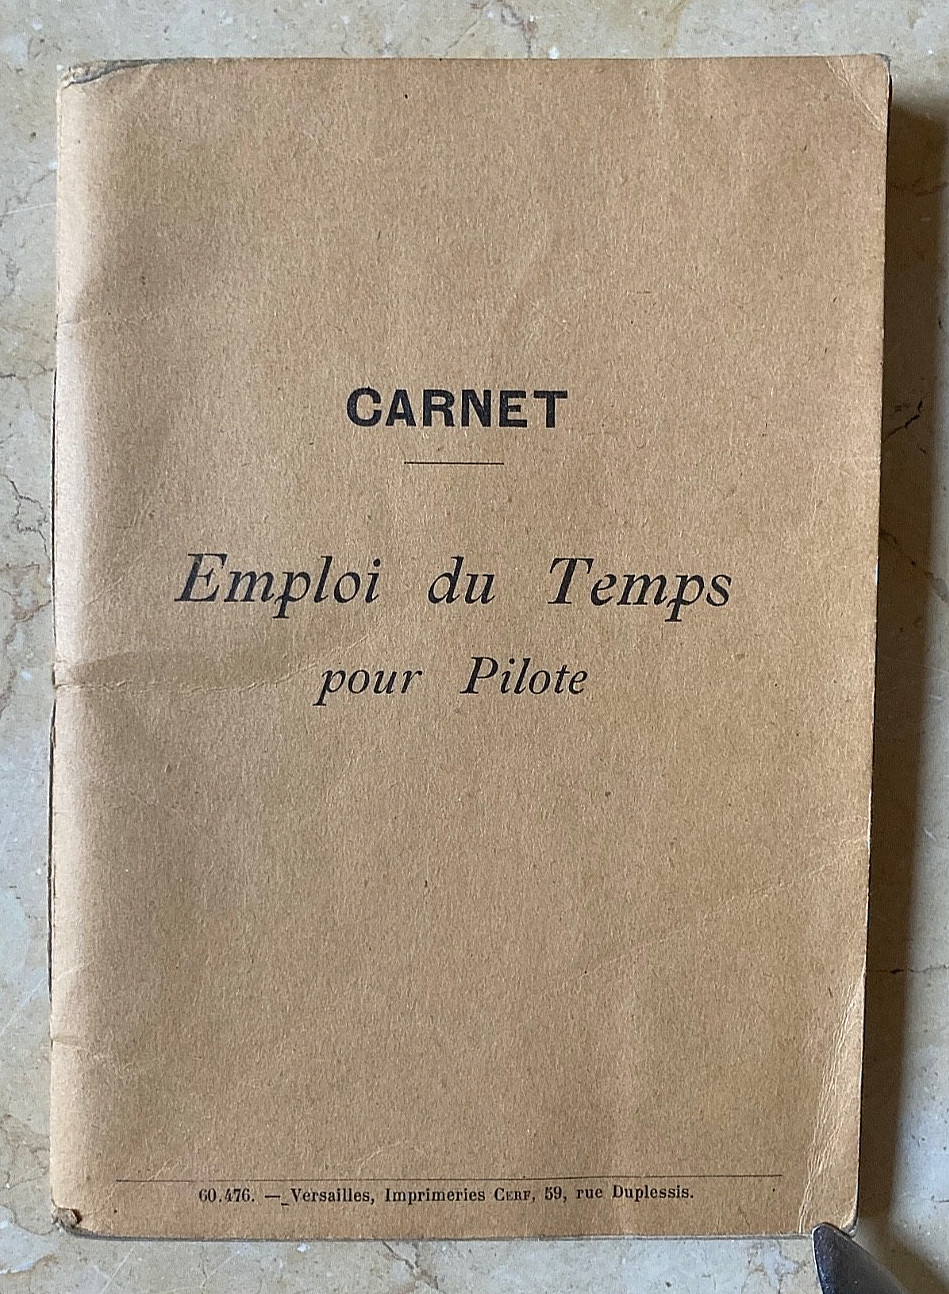 CARNET
Emploi du Temps
pour Pilote
60.476. — Versailles, Imprimeries CERF, 59, rue Duplessis.